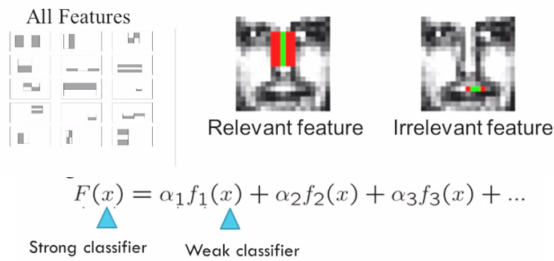 All Features
Relevant feature
Irrelevant feature
F(x) = α₁f₁(x) + α₂f₂(x) + α₃f₃(x) + ...
Strong classifier
Weak classifier